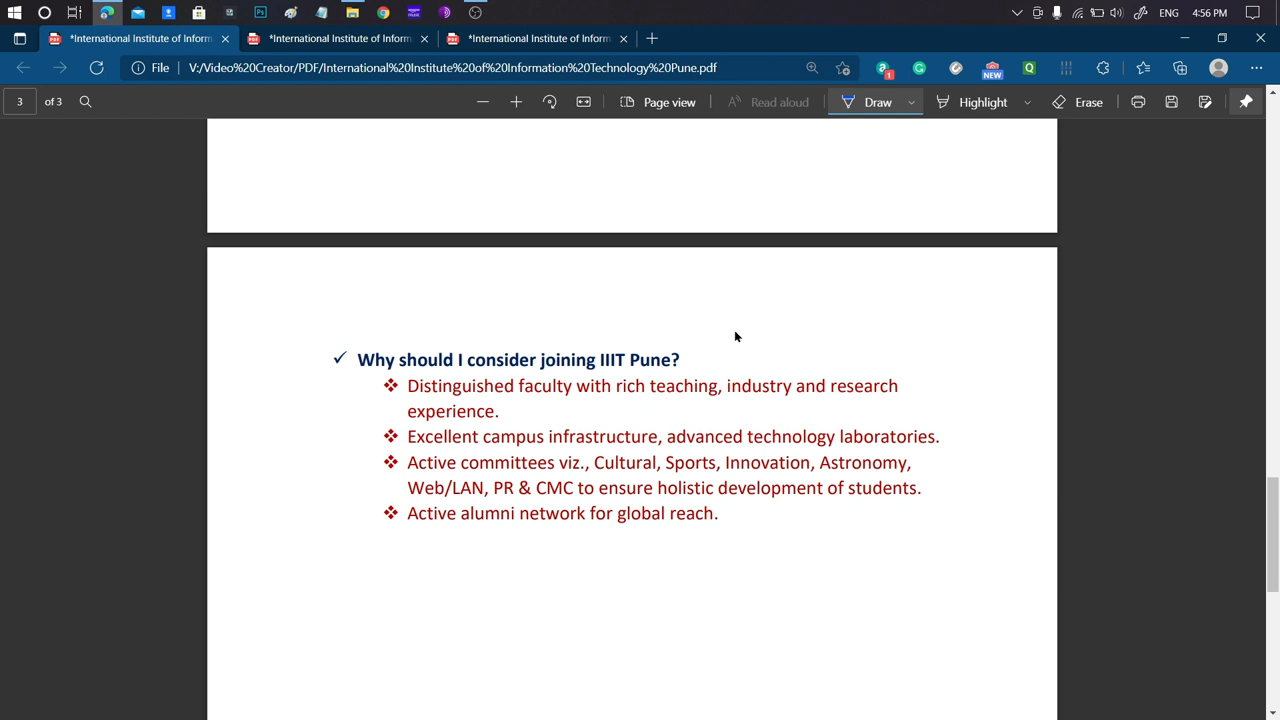 ENG 4:56 PM
*International Institute of Inform
*International Institute of Inform
*International Institute of Inform
File V:/Video%20Creator/PDF/International%20Institute%20of%20Information%20Technology%20Pune.pdf
1
NEW
Q
3 of 3
Page view
Read aloud
Draw
Highlight
Erase
Why should I consider joining IIIT Pune?
Distinguished faculty with rich teaching, industry and research
experience.
Excellent campus infrastructure, advanced technology laboratories.
Active committees viz., Cultural, Sports, Innovation, Astronomy,
Web/LAN, PR & CMC to ensure holistic development of students.
Active alumni network for global reach.